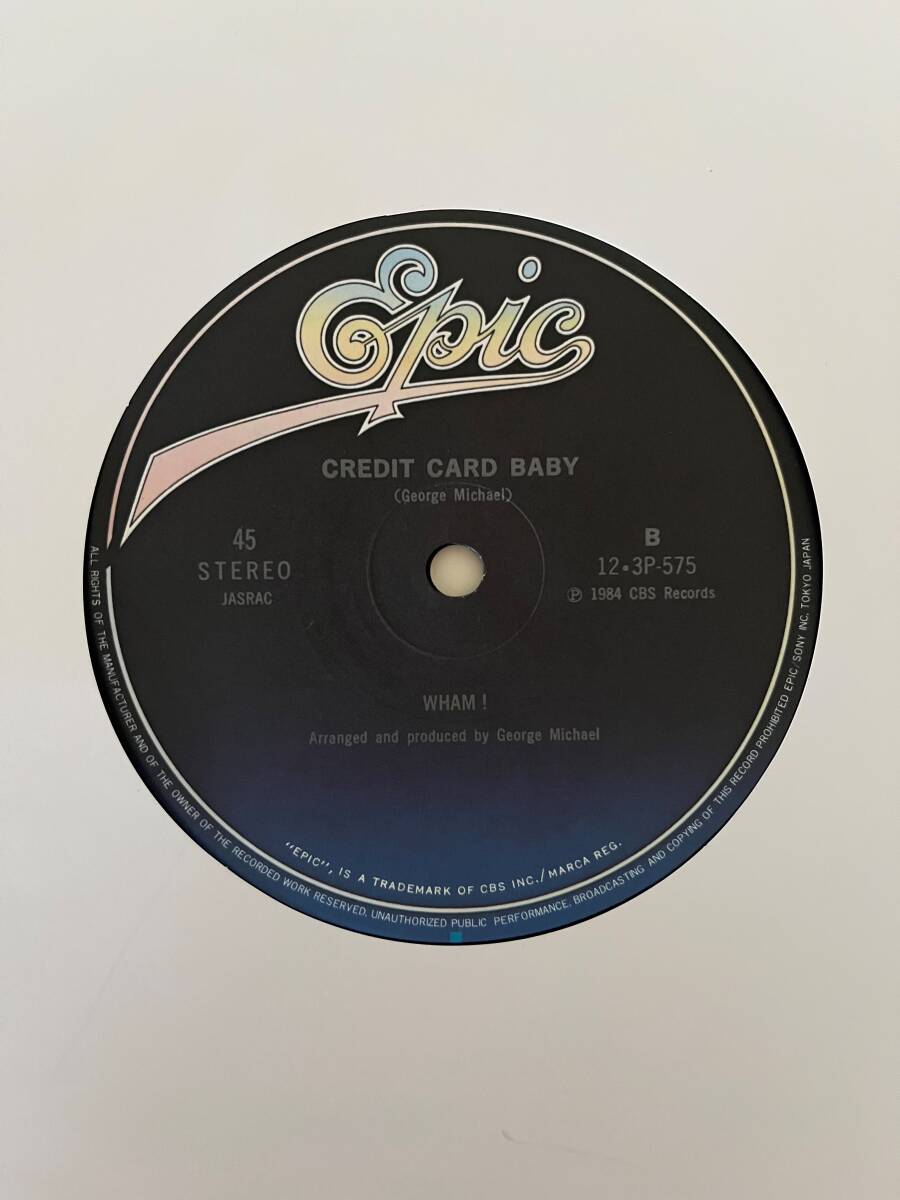 Epic
CREDIT CARD BABY
(George Michael)
45
STEREO
JASRAC
B
12・3P-575
Ⓟ 1984 CBS Records
WHAM !
Arranged and produced by George Michael
“EPIC”, IS A TRADEMARK OF CBS INC./MARCA REG.
ALL RIGHTS OF THE MANUFACTURER AND OF THE OWNER OF THE RECORDED WORK RESERVED, UNAUTHORIZED PUBLIC PERFORMANCE, BROADCASTING AND COPYING OF THIS RECORD PROHIBITED EPIC/SONY INC. TOKYO JAPAN